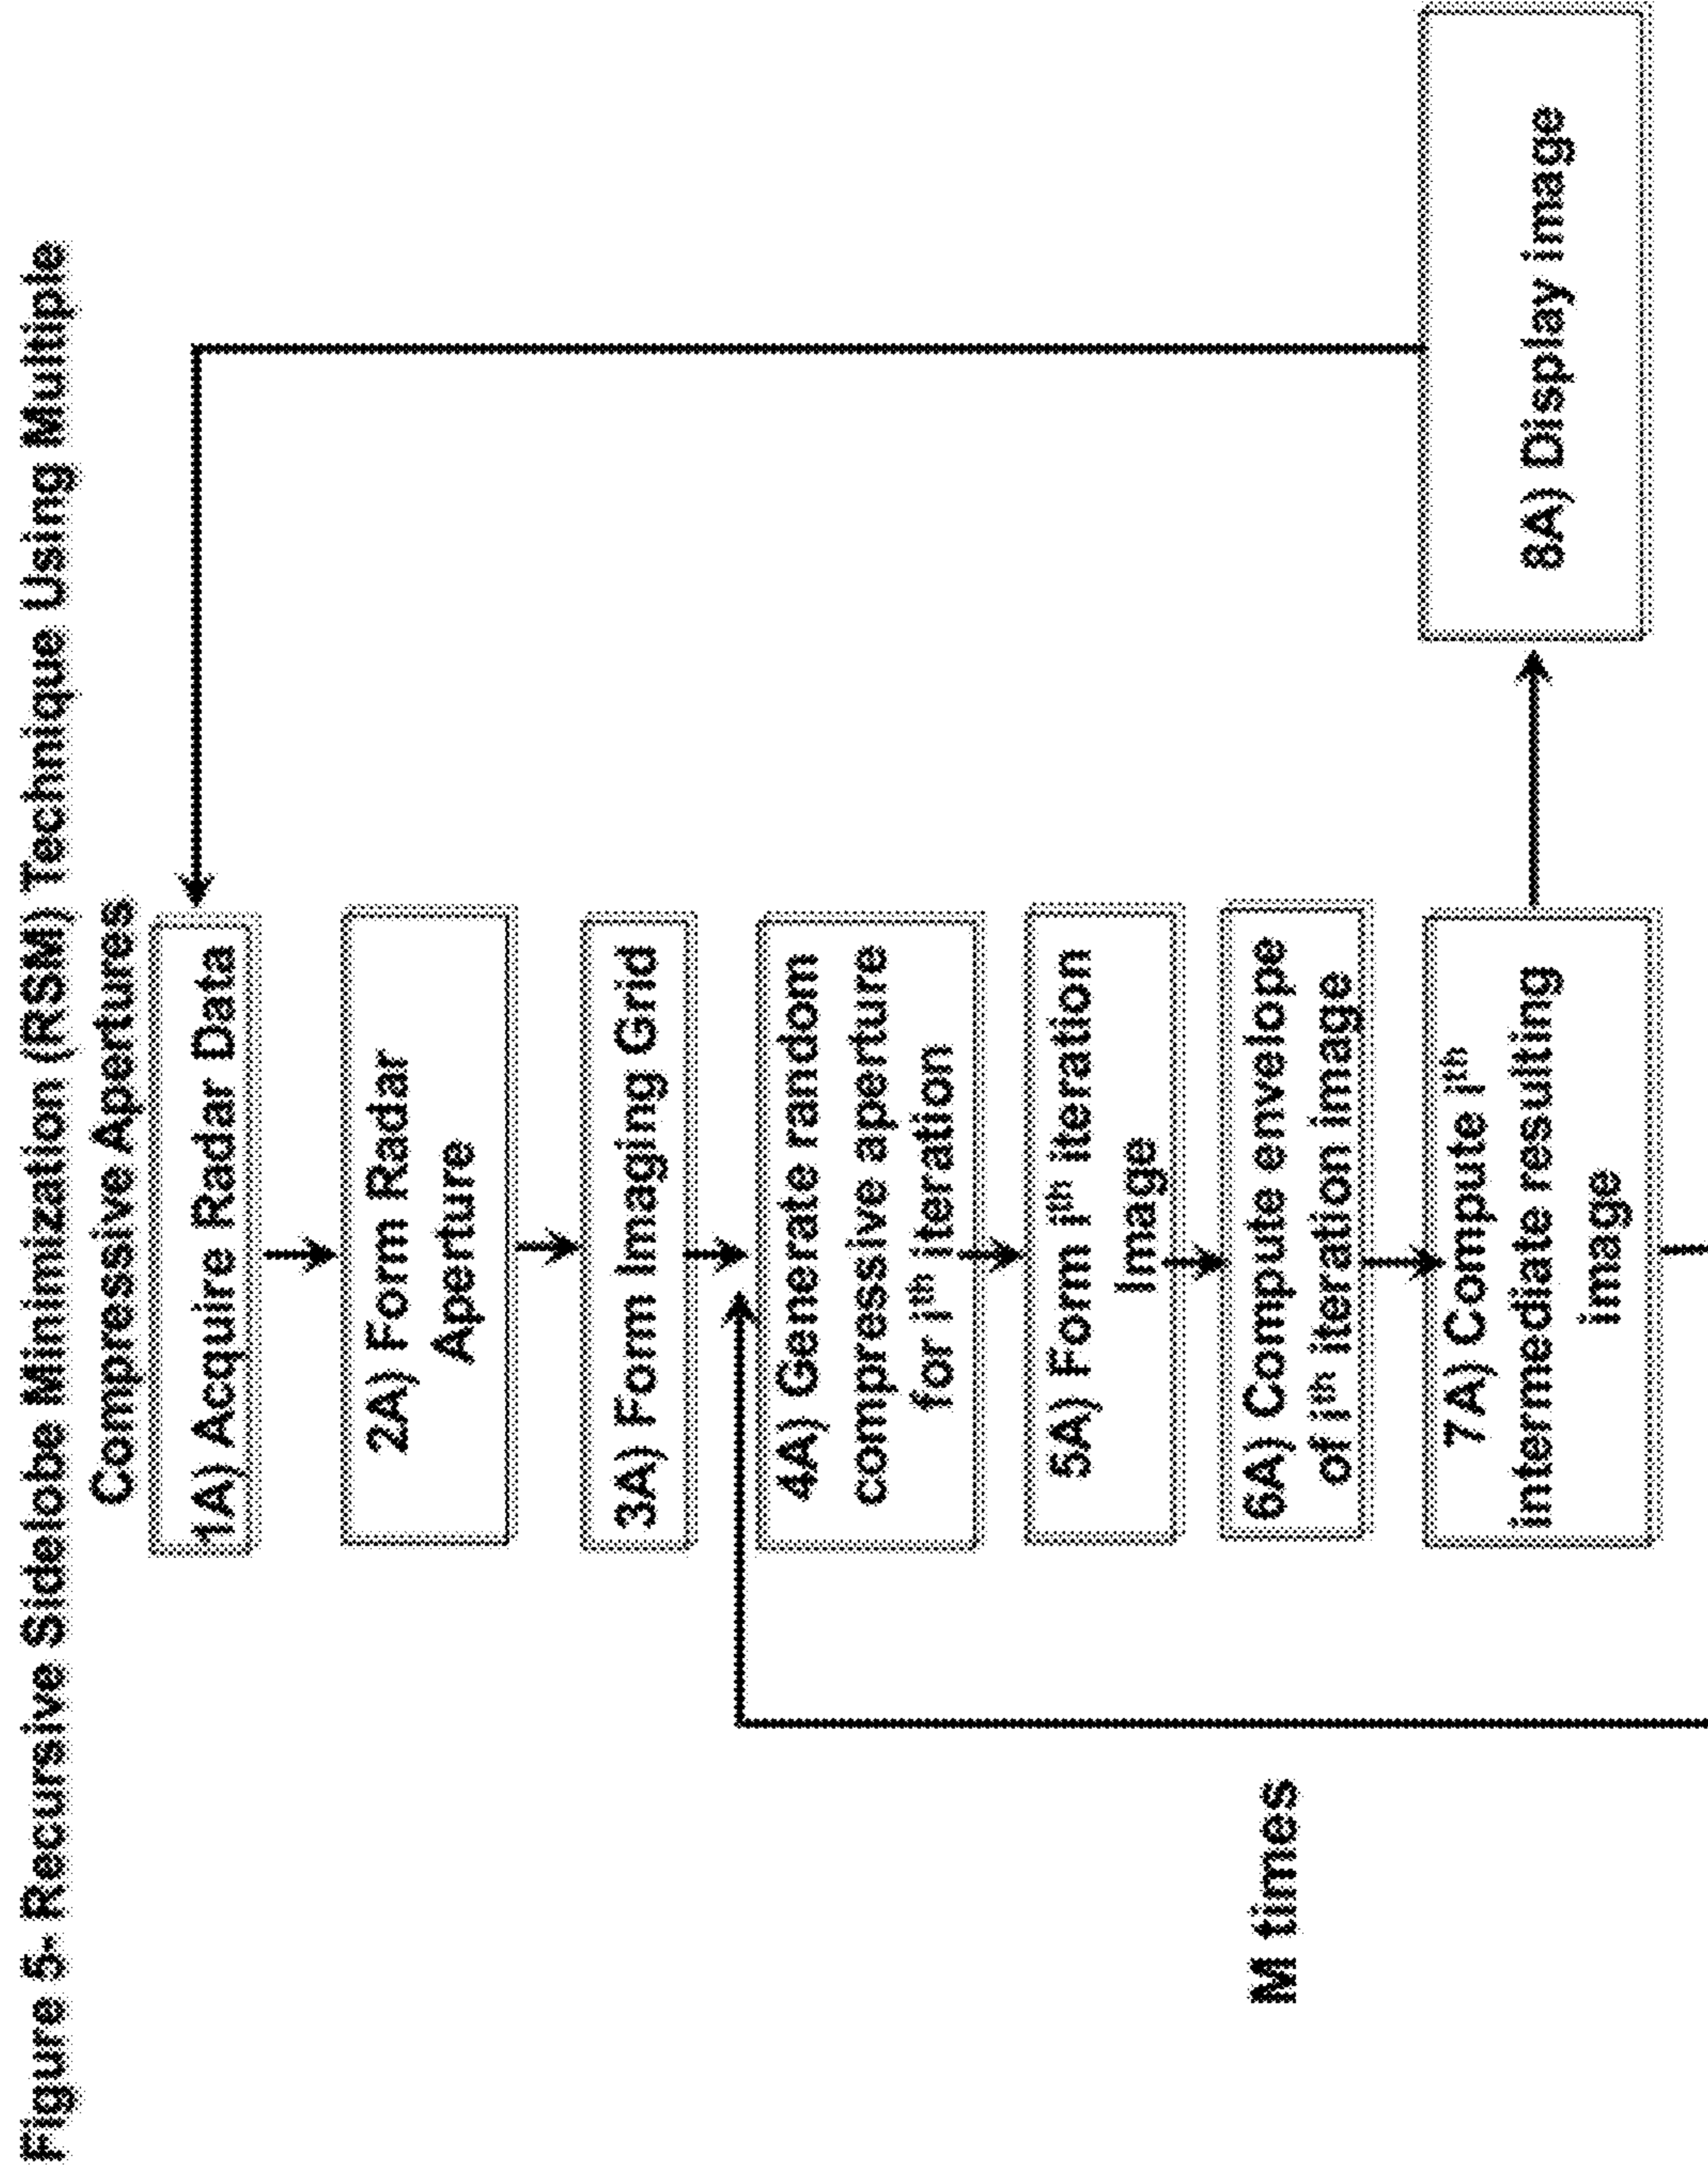 Figure 5- Recursive Sidelobe Minimization (RSM) Technique Using Multiple
Compressive Apertures
1A) Acquire Radar Data
2A) Form Radar
Aperture
3A) Form Imaging Grid
4A) Generate random
compressive aperture
for iᵗʰ iteration
5A) Form iᵗʰ iteration
Image
6A) Compute envelope
of iᵗʰ iteration image
7A) Compute iᵗʰ
intermediate resulting
image
8A) Display image
M times